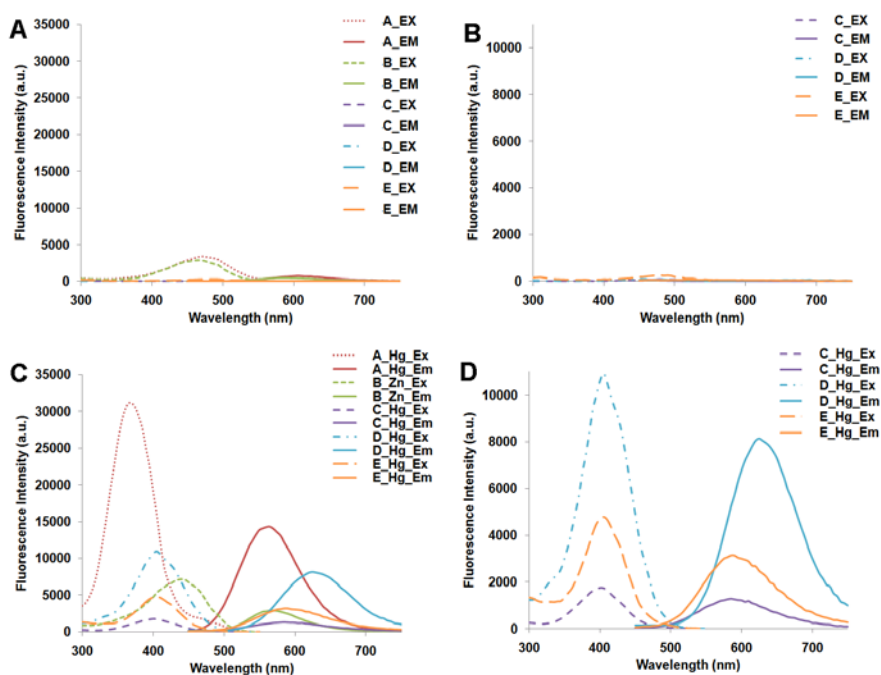 A
Fluorescence Intensity (a.u.)
35000
30000
25000
20000
15000
10000
5000
0
300
400
500
600
700
Wavelength (nm)
A_EX
A_EM
B_EX
B_EM
C_EX
C_EM
D_EX
D_EM
E_EX
E_EM
B
Fluorescence Intensity (a.u.)
10000
8000
6000
4000
2000
0
300
400
500
600
700
Wavelength (nm)
C_EX
C_EM
D_EX
D_EM
E_EX
E_EM
C
Fluorescence Intensity (a.u.)
35000
30000
25000
20000
15000
10000
5000
0
300
400
500
600
700
Wavelength (nm)
A_Hg_Ex
A_Hg_Em
B_Zn_Ex
B_Zn_Em
C_Hg_Ex
C_Hg_Em
D_Hg_Ex
D_Hg_Em
E_Hg_Ex
E_Hg_Em
D
Fluorescence Intensity (a.u.)
10000
8000
6000
4000
2000
0
300
400
500
600
700
Wavelength (nm)
C_Hg_Ex
C_Hg_Em
D_Hg_Ex
D_Hg_Em
E_Hg_Ex
E_Hg_Em